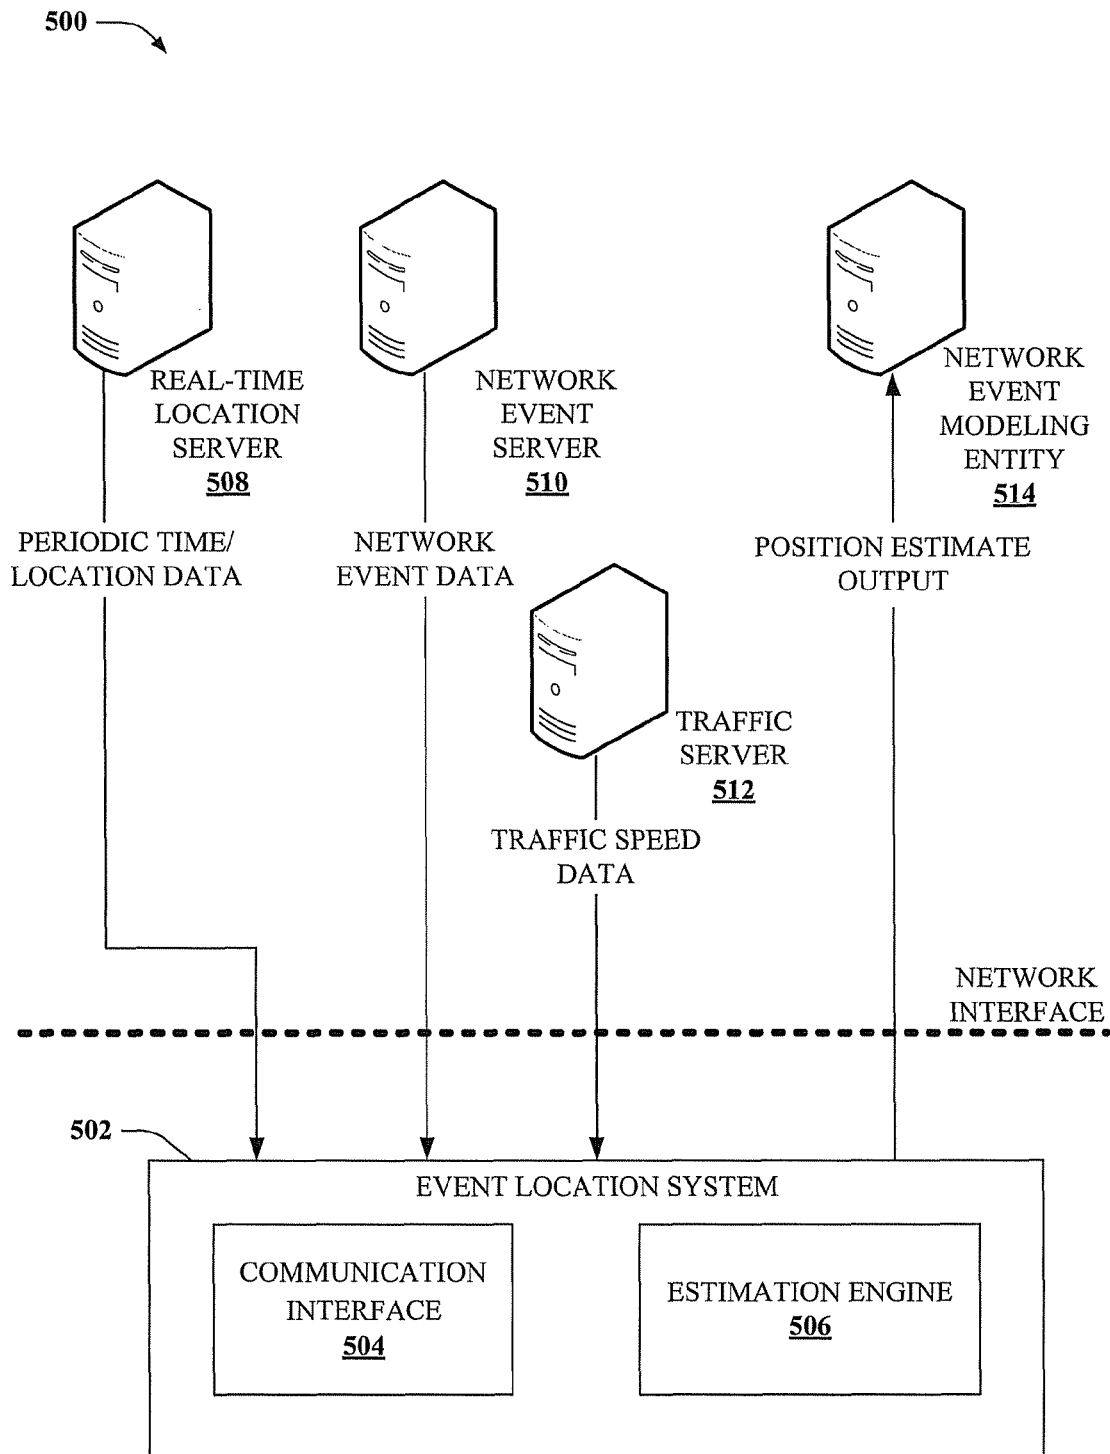 500
REAL-TIME
LOCATION
SERVER
508
NETWORK
EVENT
SERVER
510
NETWORK
EVENT
MODELING
ENTITY
514
PERIODIC TIME/
LOCATION DATA
NETWORK
EVENT DATA
POSITION ESTIMATE
OUTPUT
TRAFFIC
SERVER
512
TRAFFIC SPEED
DATA
NETWORK
INTERFACE
502
EVENT LOCATION SYSTEM
COMMUNICATION
INTERFACE
504
ESTIMATION ENGINE
506